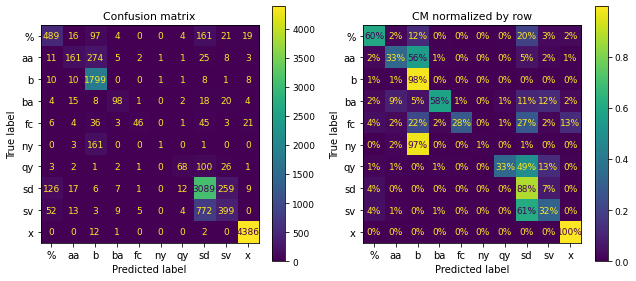 Confusion matrix
% 489 16 97 4 0 0 4 161 21 19
aa 11 161 274 5 2 1 1 25 8 3
b 10 10 1799 0 0 1 1 8 1 8
ba 4 15 8 98 1 0 2 18 20 4
fc 6 4 36 3 46 0 1 45 3 21
ny 0 3 161 0 0 1 0 1 0 0
qy 3 2 1 2 1 0 68 100 26 1
sd 126 17 6 7 1 0 12 3089 259 9
sv 52 13 3 9 5 0 4 772 399 0
x 0 0 12 1 0 0 0 2 0 4386
% aa b ba fc ny qy sd sv x
True label
Predicted label
4000
3500
3000
2500
2000
1500
1000
500
0
CM normalized by row
% 60% 2% 12% 0% 0% 0% 0% 20% 3% 2%
aa 2% 33% 56% 1% 0% 0% 0% 5% 2% 1%
b 1% 1% 98% 0% 0% 0% 0% 0% 0% 0%
ba 2% 9% 5% 58% 1% 0% 1% 11% 12% 2%
fc 4% 2% 22% 2% 28% 0% 1% 27% 2% 13%
ny 0% 2% 97% 0% 0% 1% 0% 1% 0% 0%
qy 1% 1% 0% 1% 0% 0% 33% 49% 13% 0%
sd 4% 0% 0% 0% 0% 0% 0% 88% 7% 0%
sv 4% 1% 0% 1% 0% 0% 0% 61% 32% 0%
x 0% 0% 0% 0% 0% 0% 0% 0% 0% 100%
% aa b ba fc ny qy sd sv x
True label
Predicted label
0.8
0.6
0.4
0.2
0.0